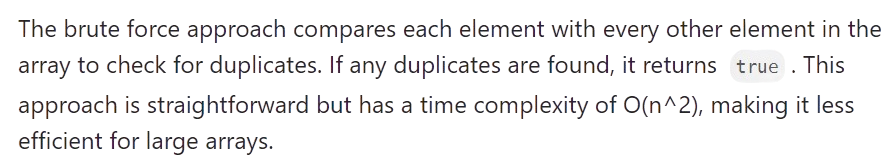 The brute force approach compares each element with every other element in the
array to check for duplicates. If any duplicates are found, it returns true . This
approach is straightforward but has a time complexity of O(n^2), making it less
efficient for large arrays.